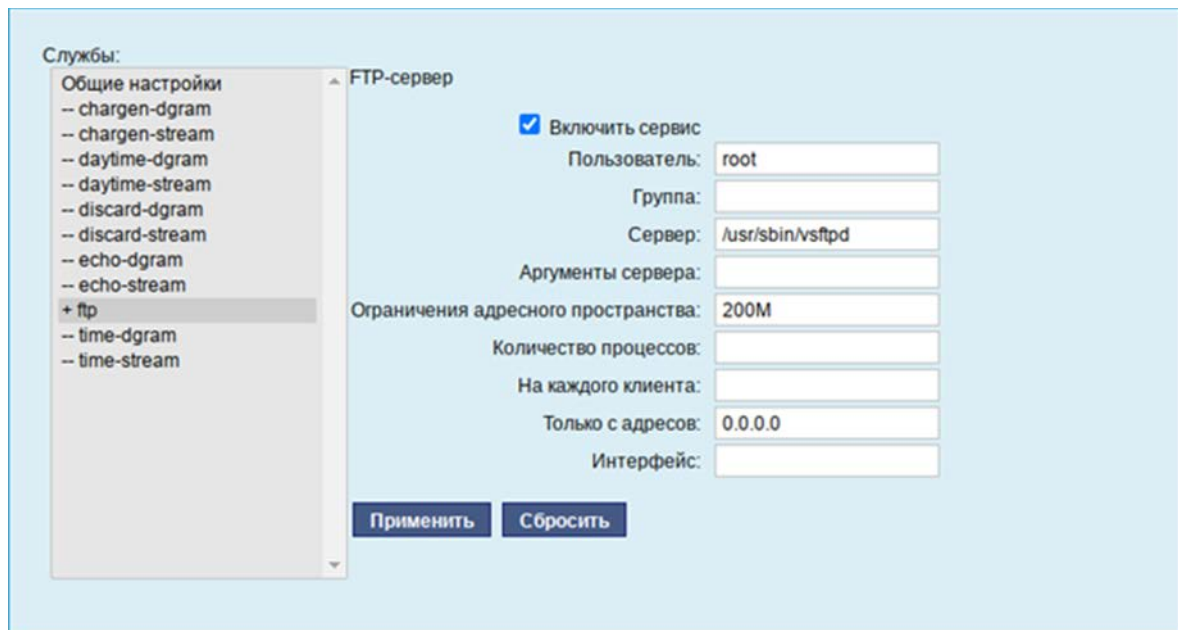 Службы:
Общие настройки
-- chargen-dgram
-- chargen-stream
-- daytime-dgram
-- daytime-stream
-- discard-dgram
-- discard-stream
-- echo-dgram
-- echo-stream
+ ftp
-- time-dgram
-- time-stream
FTP-сервер
Включить сервис
Пользователь: root
Группа:
Сервер: /usr/sbin/vsftpd
Аргументы сервера:
Ограничения адресного пространства: 200M
Количество процессов:
На каждого клиента:
Только с адресов: 0.0.0.0
Интерфейс:
Применить Сбросить